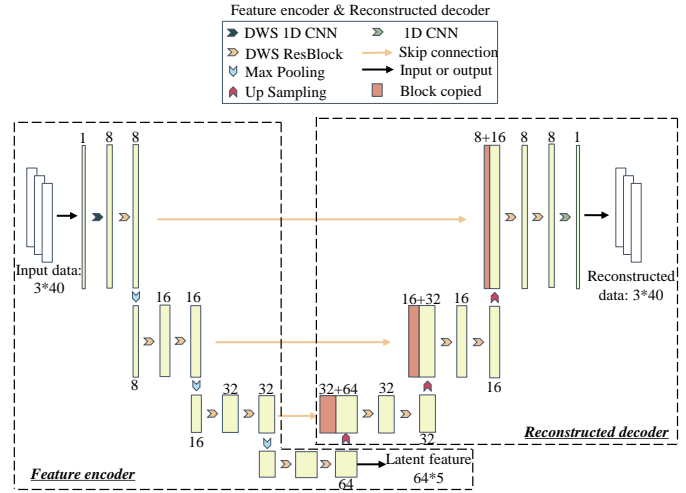 Feature encoder & Reconstructed decoder
DWS 1D CNN
1D CNN
DWS ResBlock
Skip connection
Max Pooling
Input or output
Up Sampling
Block copied
1
8
8
8+16
8
8
1
Input data:
3*40
Reconstructed
data: 3*40
16
16
16+32
16
8
16
32
32
32+64
32
16
32
Reconstructed decoder
Feature encoder
64
Latent feature
64*5